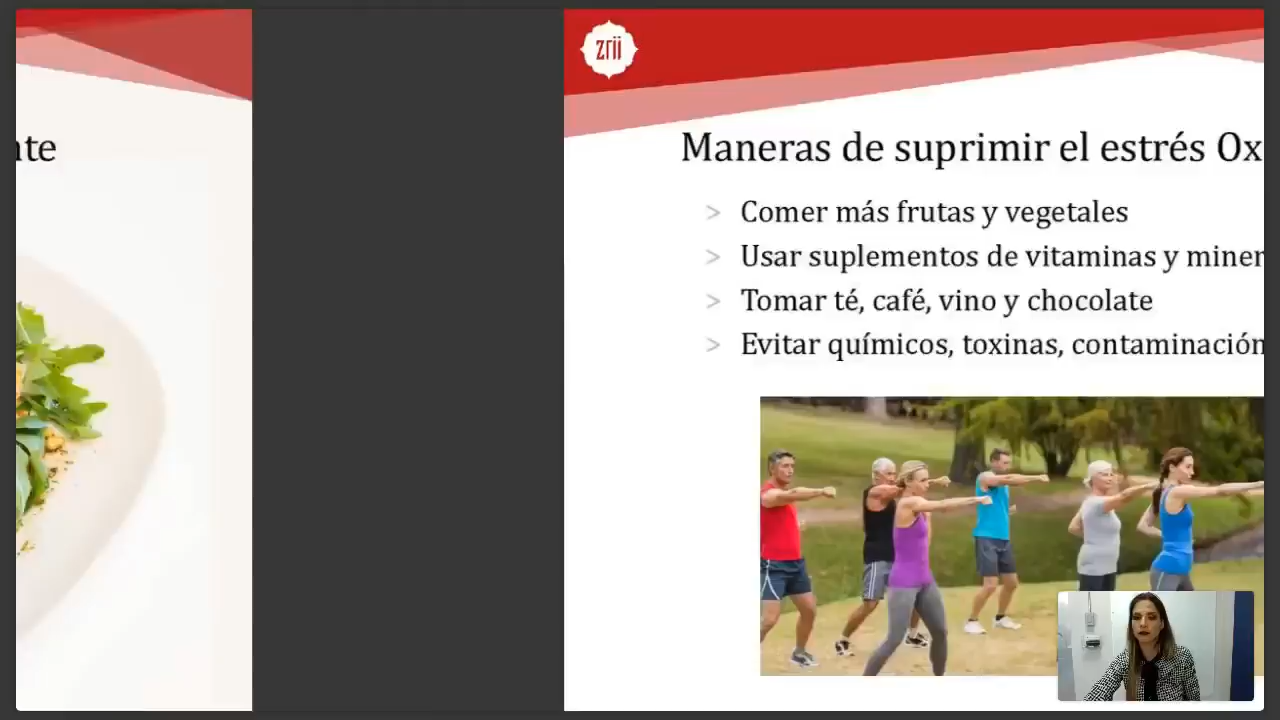 zrii
nte
Maneras de suprimir el estrés Ox
> Comer más frutas y vegetales
> Usar suplementos de vitaminas y miner
> Tomar té, café, vino y chocolate
> Evitar químicos, toxinas, contaminación